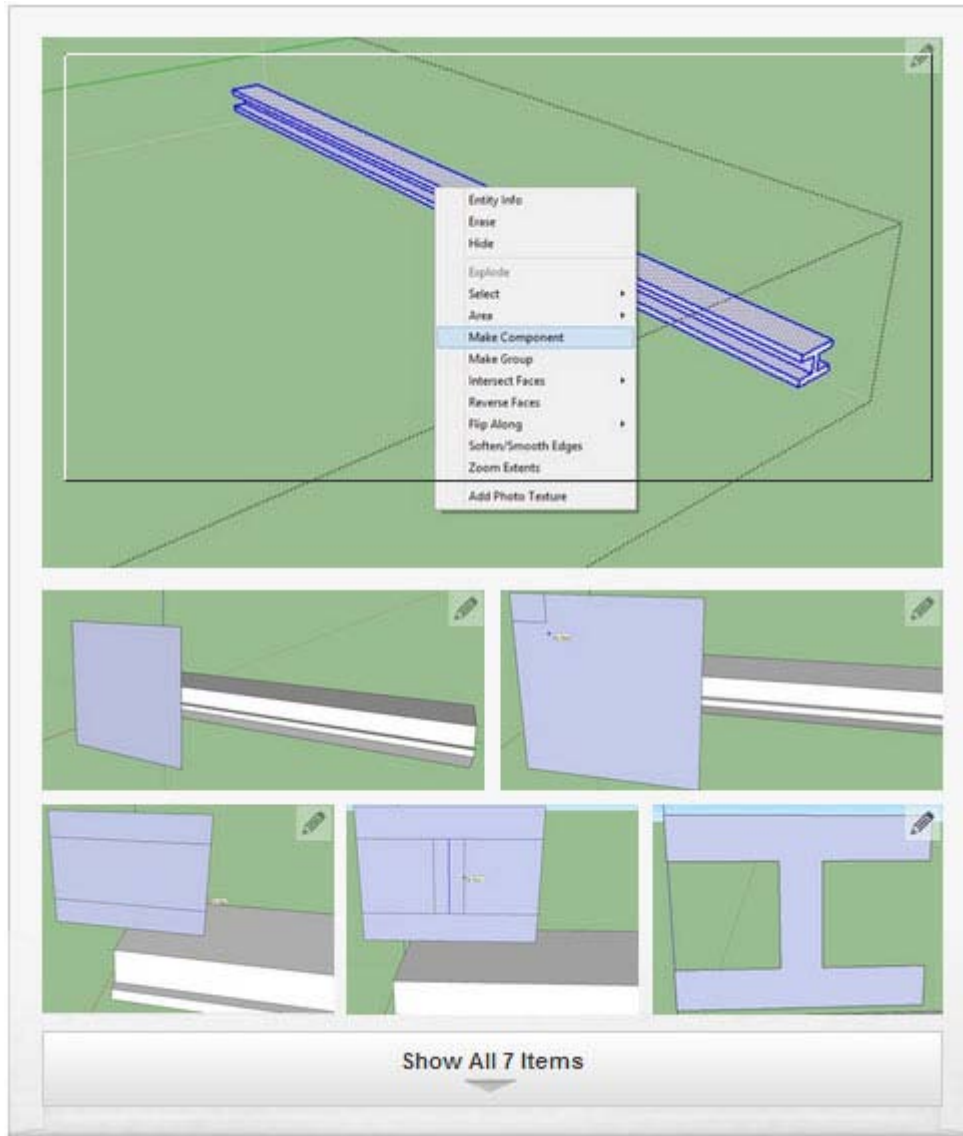 Entity Info
Erase
Hide
Explode
Select
Area
Make Component
Make Group
Intersect Faces
Reverse Faces
Flip Along
Soften/Smooth Edges
Zoom Extents
Add Photo Texture
Show All 7 Items